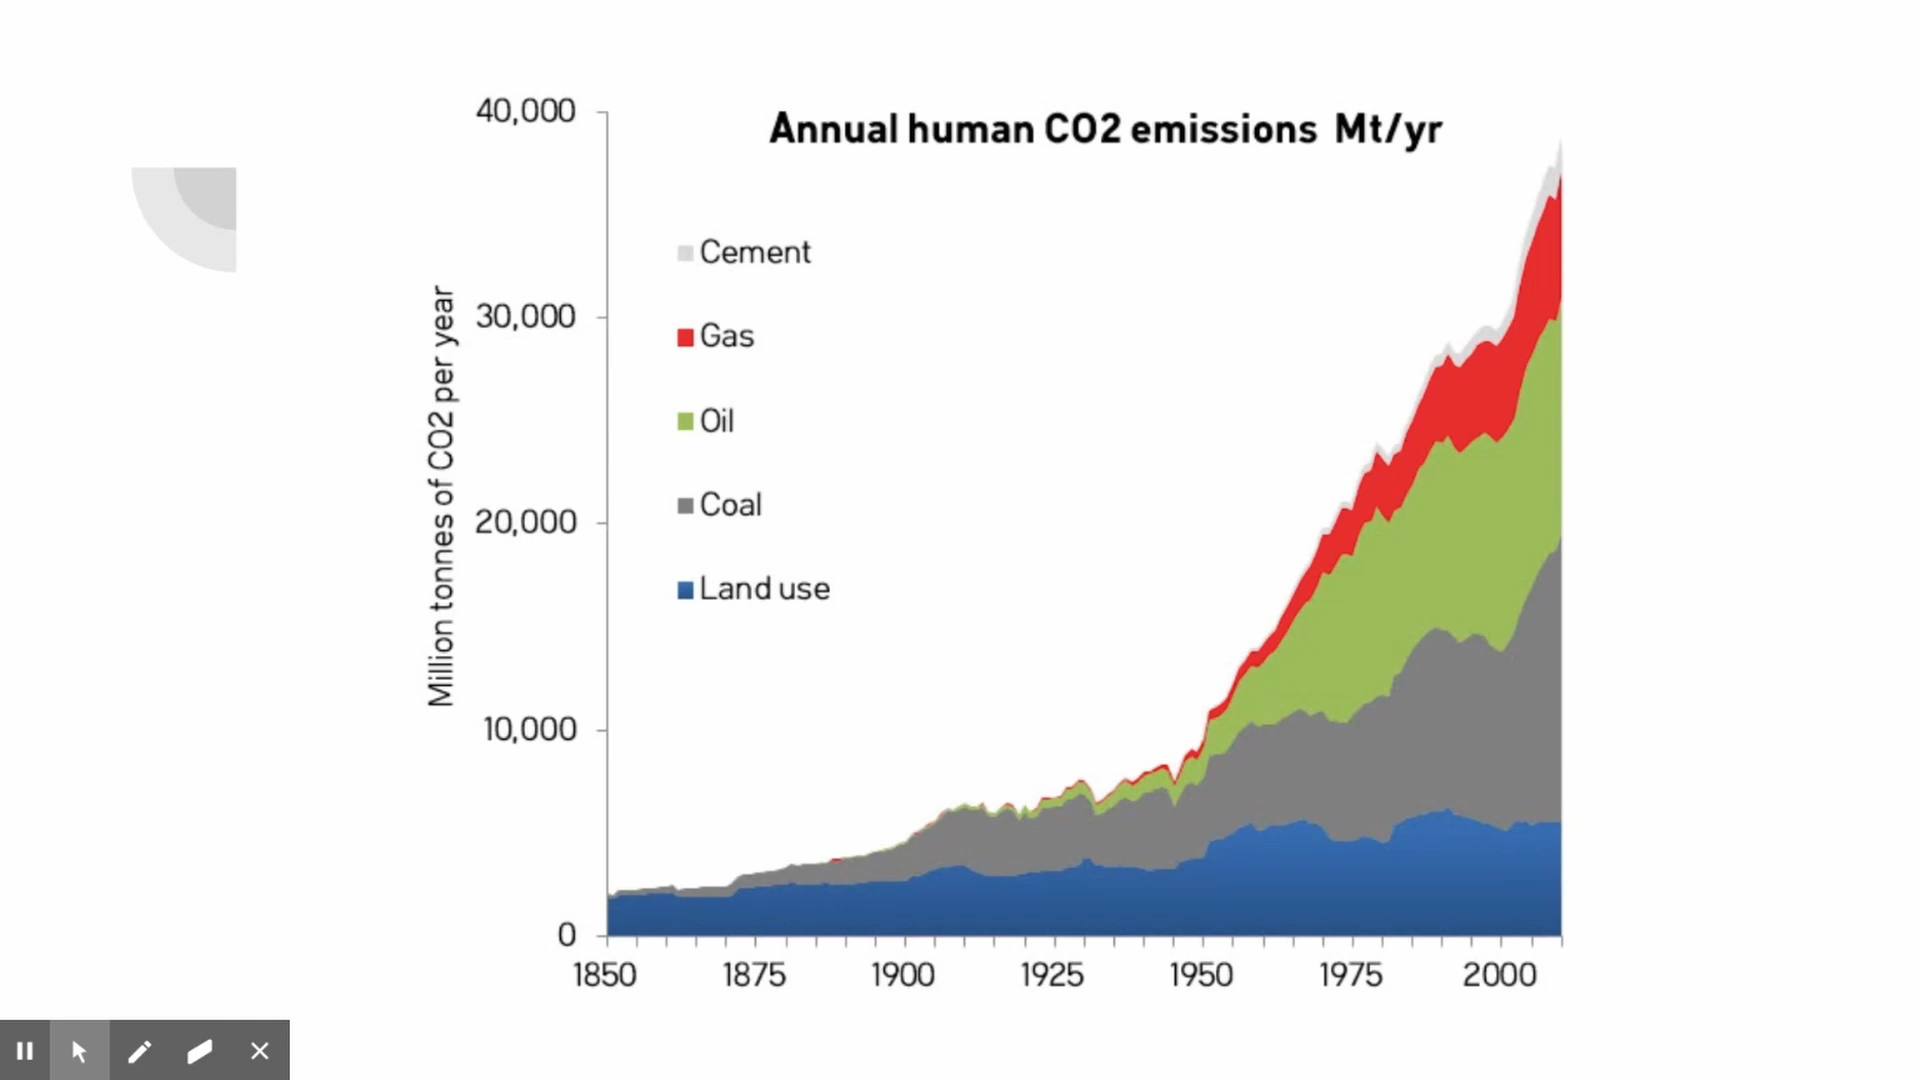 Annual human CO2 emissions Mt/yr
Million tonnes of CO2 per year
40,000
30,000
20,000
10,000
0
Cement
Gas
Oil
Coal
Land use
1850 1875 1900 1925 1950 1975 2000